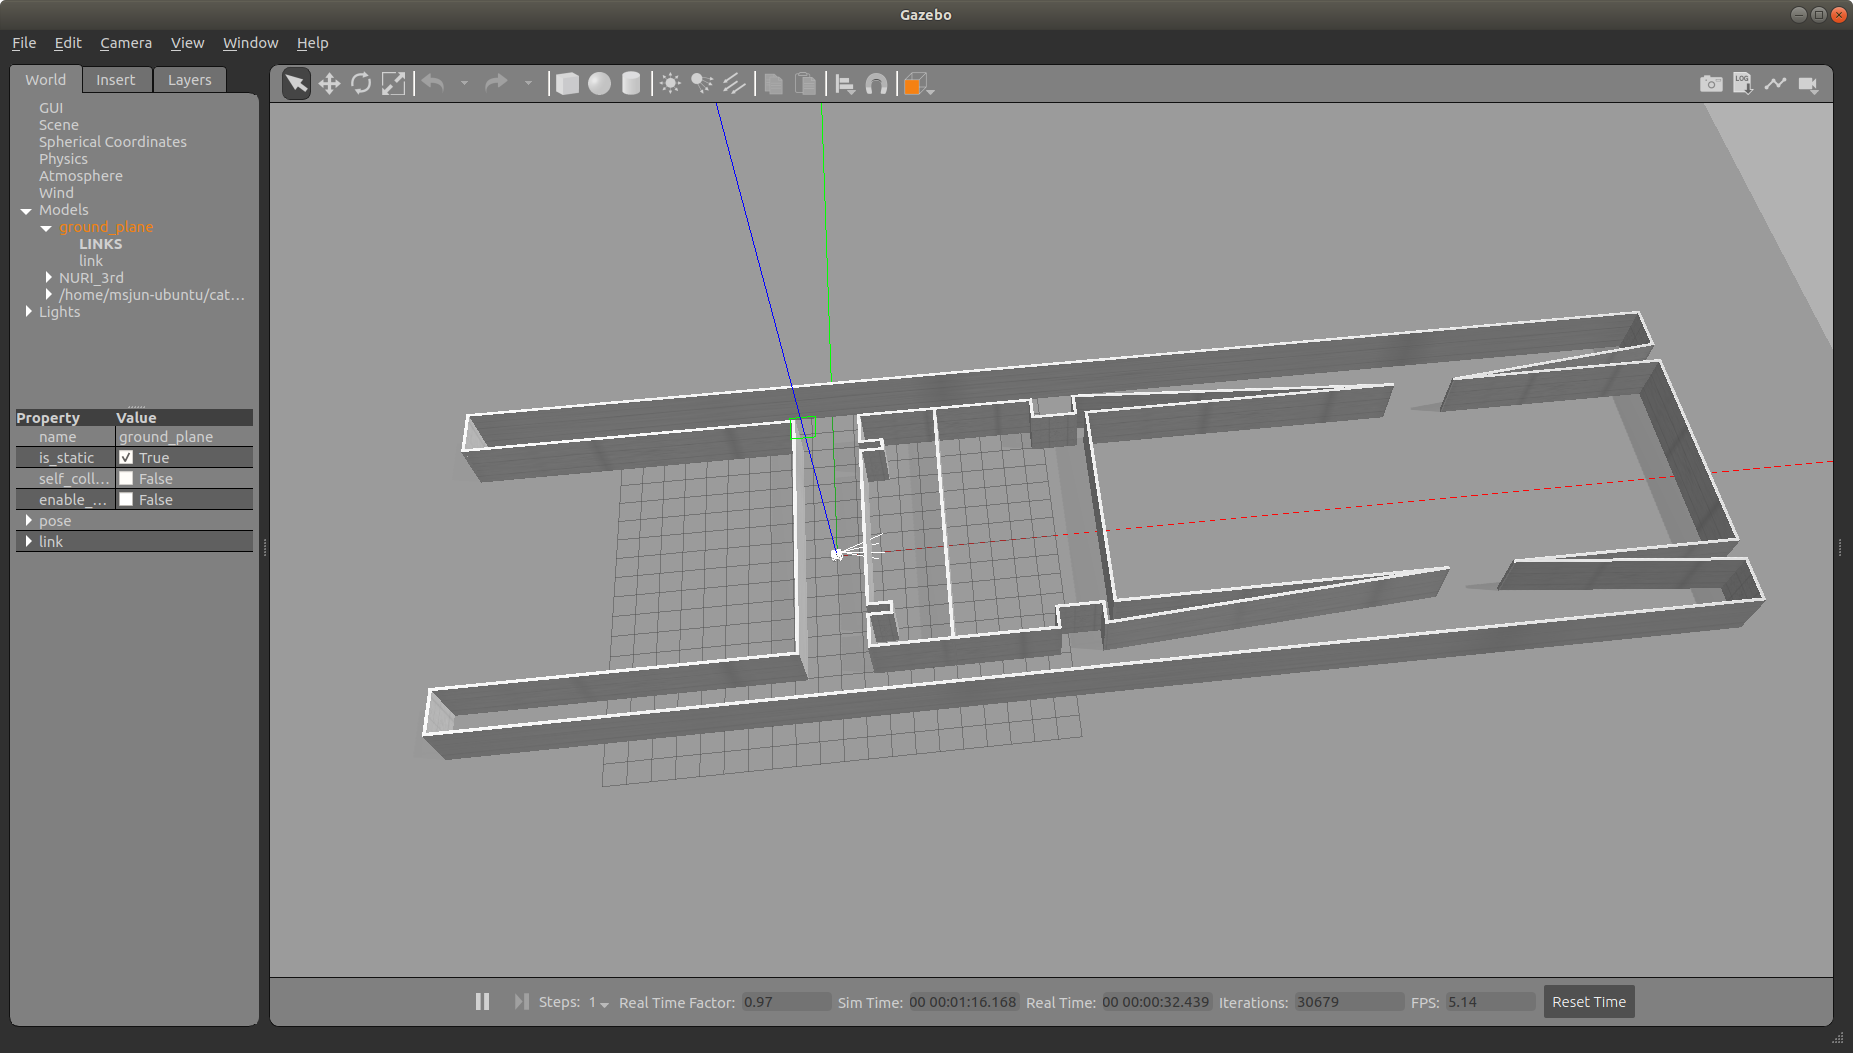 Gazebo
File Edit Camera View Window Help
World Insert Layers
LOG
GUI
Scene
Spherical Coordinates
Physics
Atmosphere
Wind
Models
ground_plane
LINKS
link
NURI_3rd
/home/msjun-ubuntu/cat...
Lights
Property Value
name ground_plane
is_static True
self_coll... False
enable_... False
pose
link
Steps: 1 Real Time Factor: 0.97 Sim Time: 00 00:01:16.168 Real Time: 00 00:00:32.439 Iterations: 30679 FPS: 5.14 Reset Time